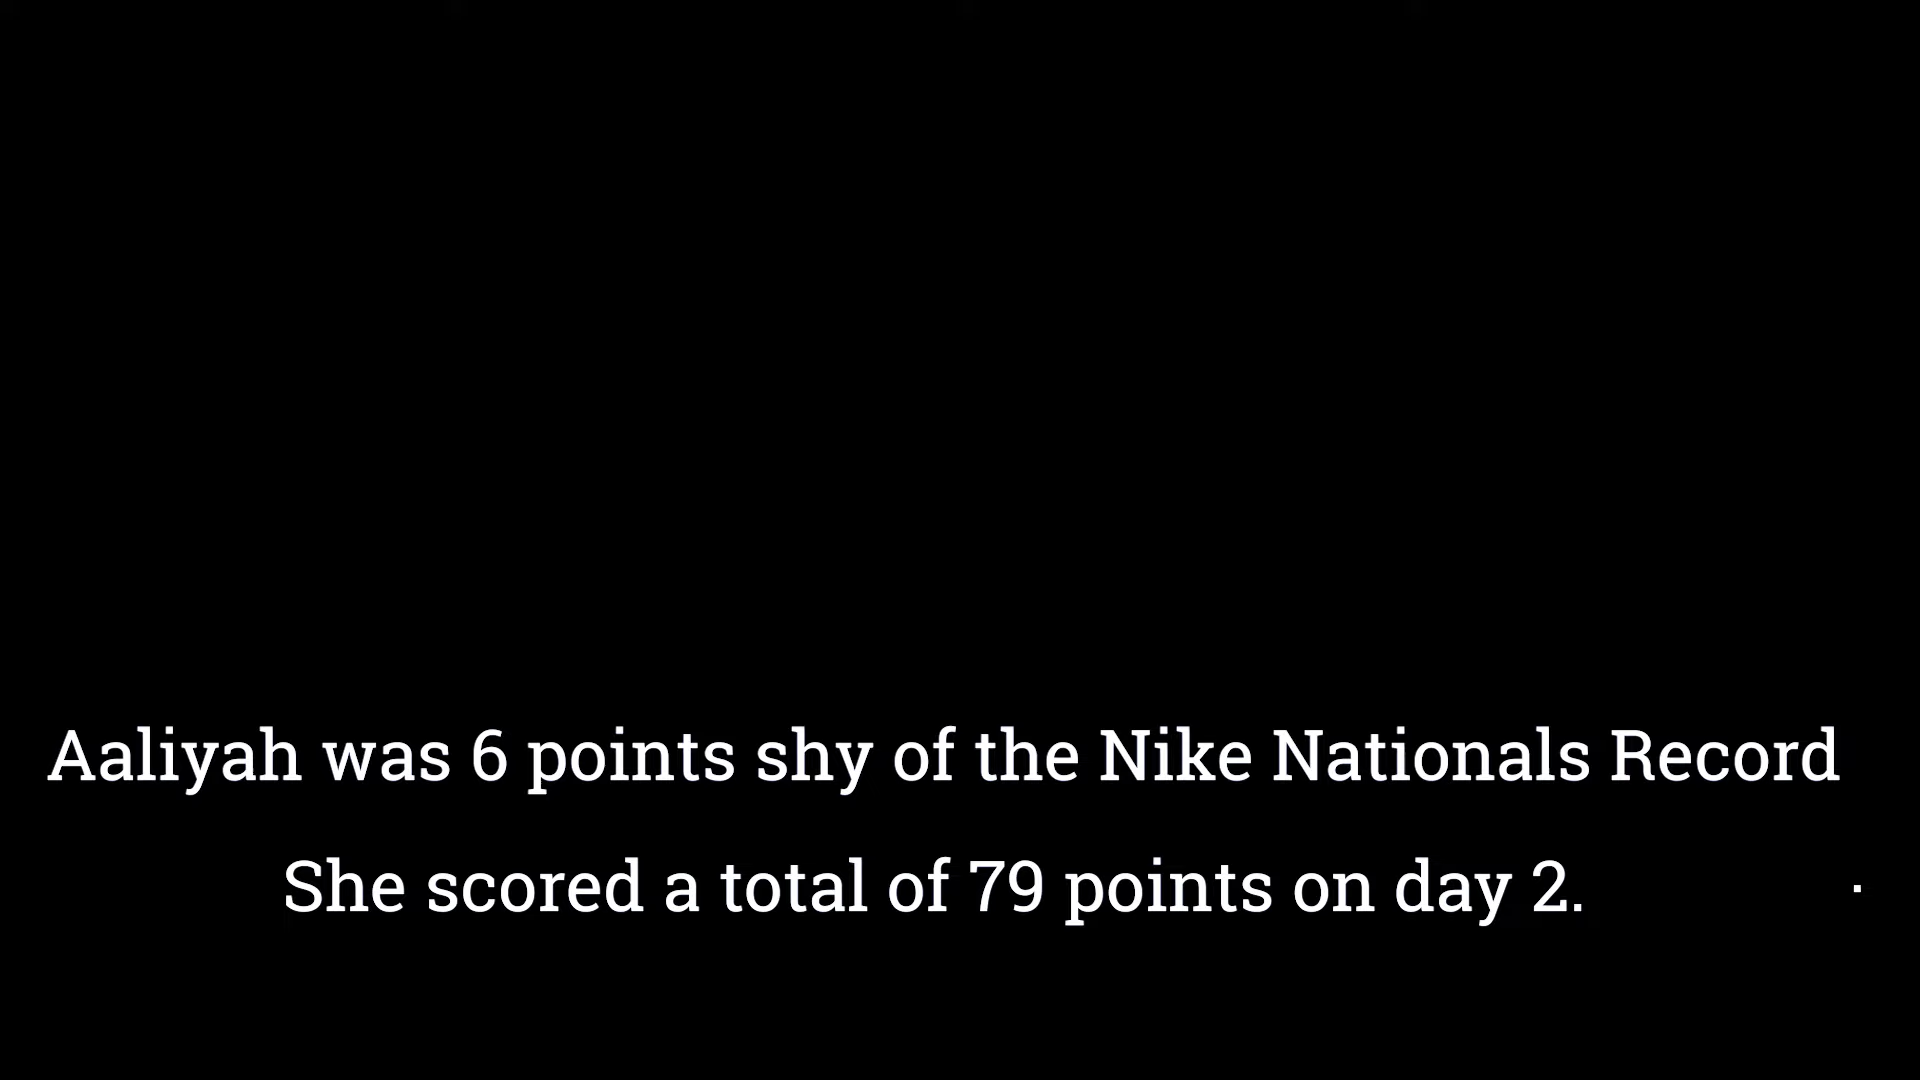 Aaliyah was 6 points shy of the Nike Nationals Record
She scored a total of 79 points on day 2.